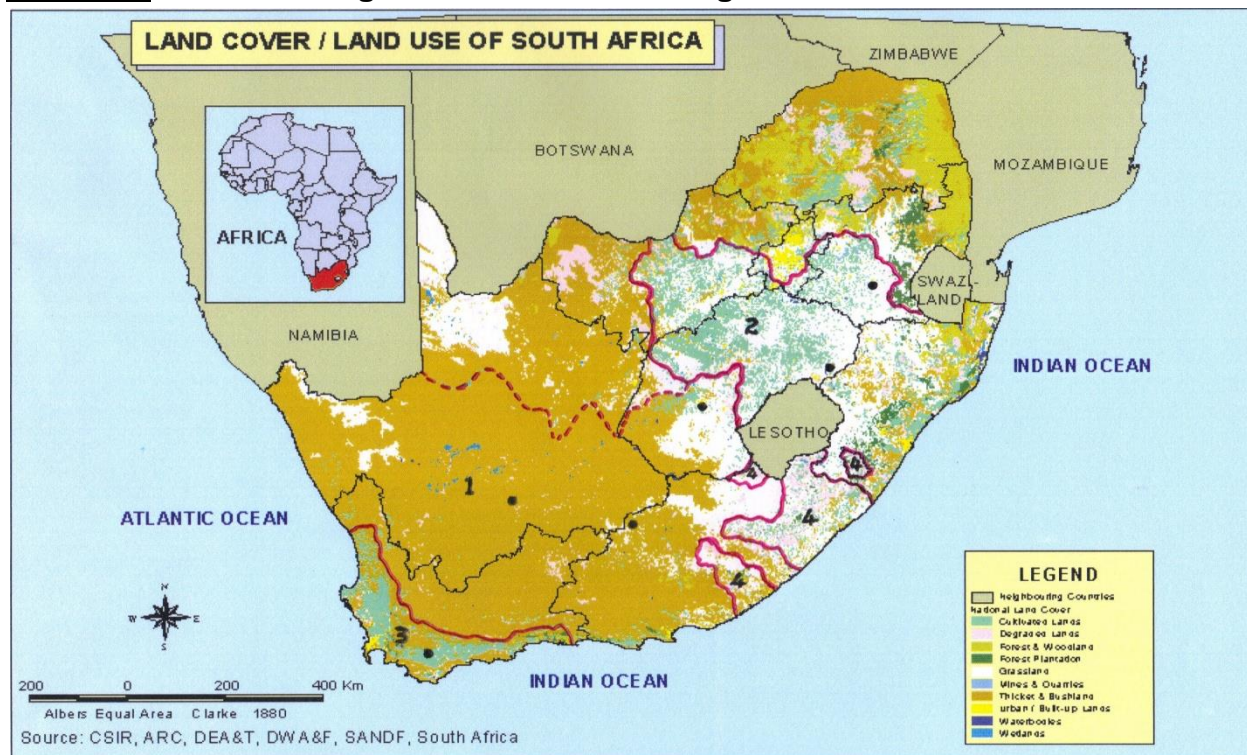 LAND COVER / LAND USE OF SOUTH AFRICA
ZIMBABWE
BOTSWANA
MOZAMBIQUE
AFRICA
SWAZI-
LAND
NAMIBIA
2
INDIAN OCEAN
LESOTHO
4
4
1
4
ATLANTIC OCEAN
4
LEGEND
Neighbouring Countries
National Land Cover
Cultivated Lands
Degraded Lands
Forest & Woodland
Forest Plantation
Grassland
Mines & Quarries
Thicket & Bushland
Urban / Built-up Lands
Waterbodies
Wetlands
N
W
E
S
3
INDIAN OCEAN
200 0 200 400 Km
Albers Equal Area Clarke 1880
Source: CSIR, ARC, DEA&T, DWA&F, SANDF, South Africa